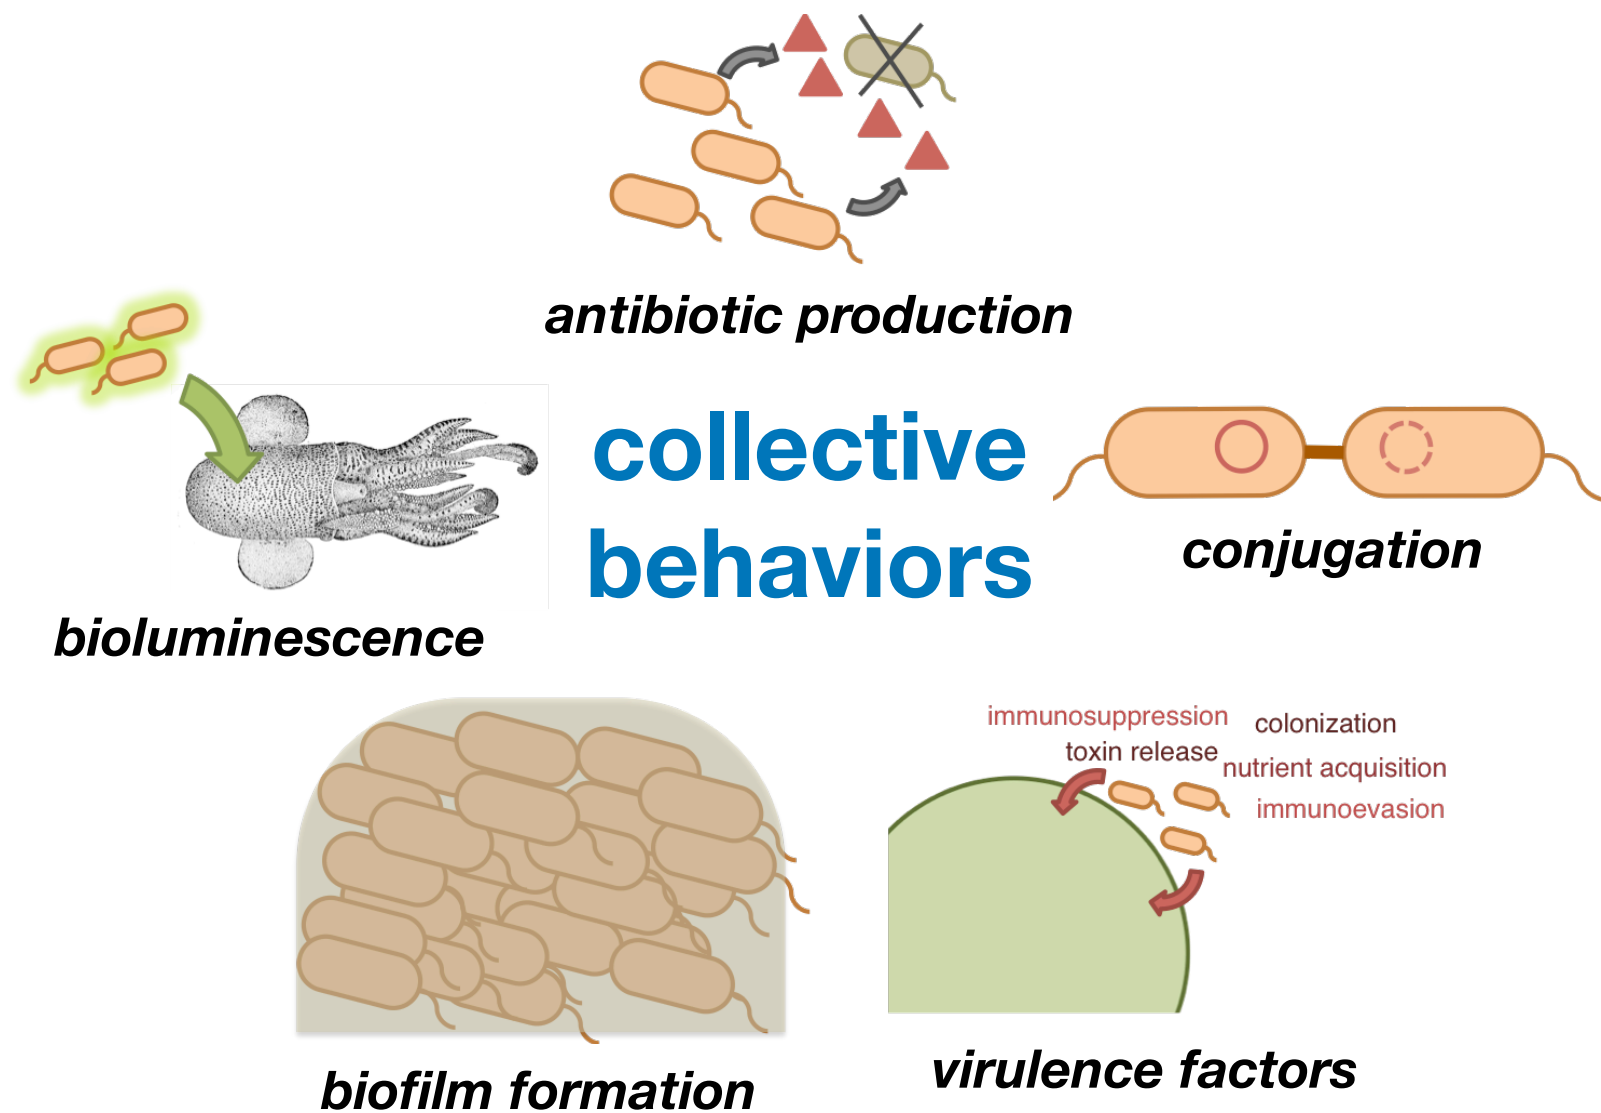 antibiotic production
collective
behaviors
bioluminescence
conjugation
immunosuppression
colonization
toxin release
nutrient acquisition
immunoevasion
biofilm formation
virulence factors